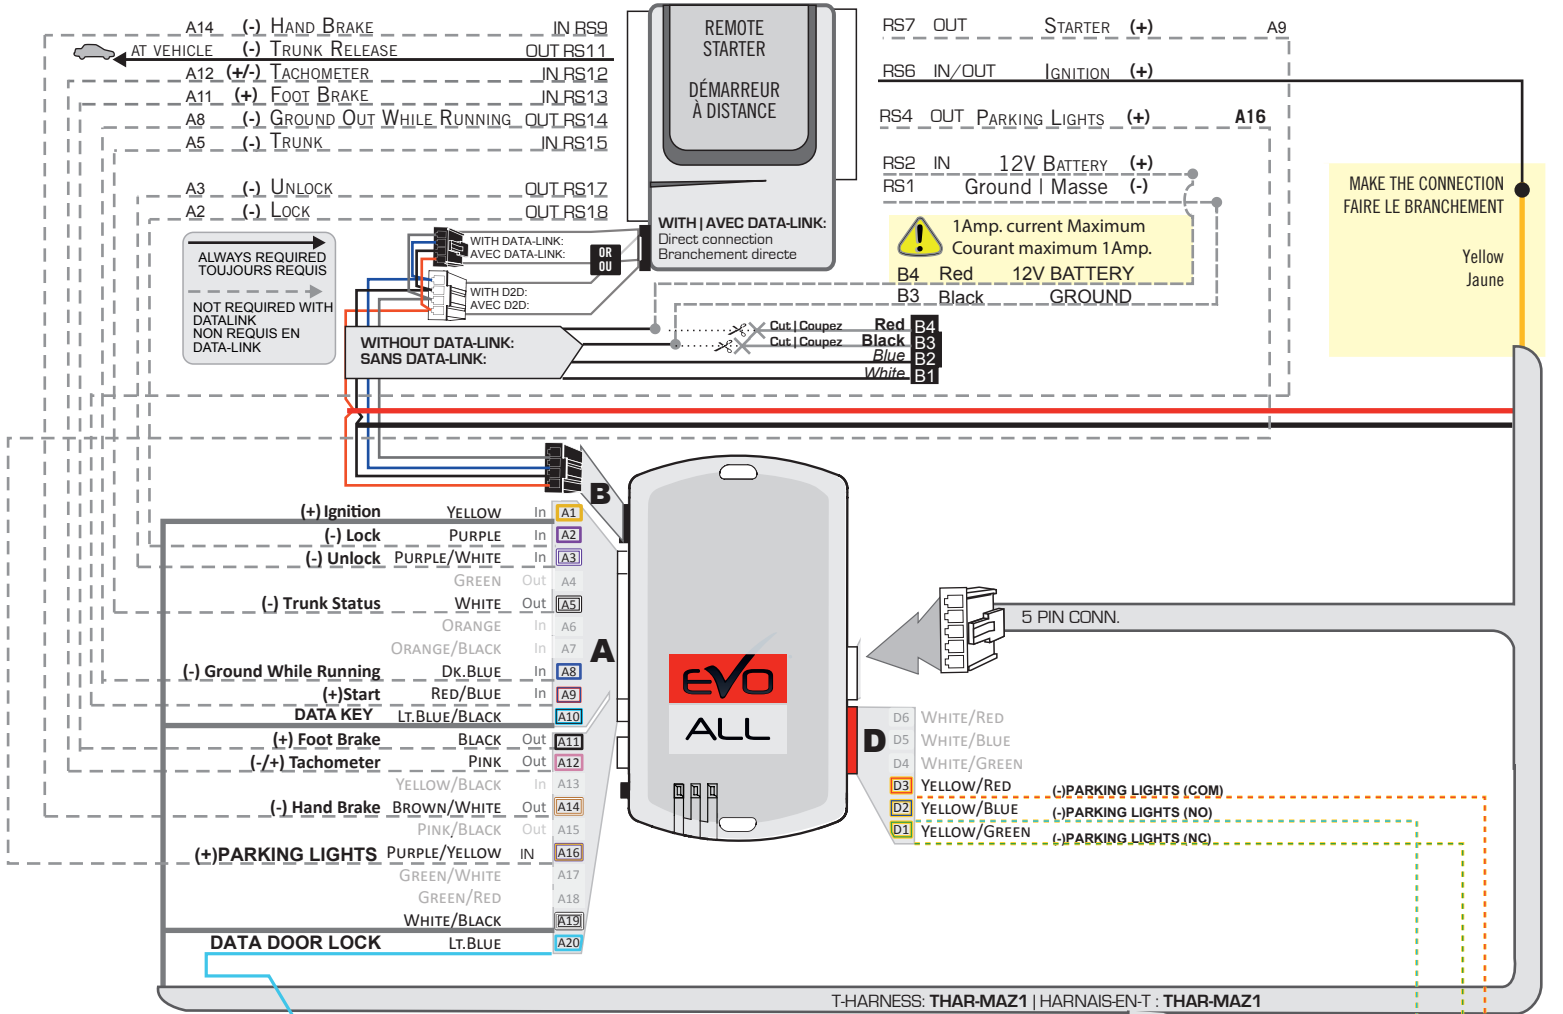 A14 (-) HAND BRAKE IN RS9
AT VEHICLE (-) TRUNK RELEASE OUT RS11
A12 (+/-) TACHOMETER IN RS12
A11 (+) FOOT BRAKE IN RS13
A8 (-) GROUND OUT WHILE RUNNING OUT RS14
A5 (-) TRUNK IN RS15
A3 (-) UNLOCK OUT RS17
A2 (-) LOCK OUT RS18
REMOTE
STARTER
DÉMARREUR
À DISTANCE
WITH | AVEC DATA-LINK:
Direct connection
Branchement directe
RS7 OUT STARTER (+) A9
RS6 IN/OUT IGNITION (+)
RS4 OUT PARKING LIGHTS (+) A16
RS2 IN 12V BATTERY (+)
RS1 Ground | Masse (-)
1Amp. current Maximum
Courant maximum 1Amp.
B4 Red 12V BATTERY
B3 Black GROUND
MAKE THE CONNECTION
FAIRE LE BRANCHEMENT
Yellow
Jaune
ALWAYS REQUIRED
TOUJOURS REQUIS
NOT REQUIRED WITH
DATALINK
NON REQUIS EN
DATA-LINK
WITH DATA-LINK:
AVEC DATA-LINK:
OR
OU
WITH D2D:
AVEC D2D:
WITHOUT DATA-LINK:
SANS DATA-LINK:
Cut | Coupez Red B4
Cut | Coupez Black B3
Blue B2
White B1
B
(+) Ignition YELLOW In A1
(-) Lock PURPLE In A2
(-) Unlock PURPLE/WHITE In A3
GREEN Out A4
(-) Trunk Status WHITE Out A5
ORANGE In A6
ORANGE/BLACK In A7
A
(-) Ground While Running DK.BLUE In A8
(+)Start RED/BLUE In A9
DATA KEY LT.BLUE/BLACK A10
(+) Foot Brake BLACK Out A11
(-/+) Tachometer PINK Out A12
YELLOW/BLACK In A13
(-) Hand Brake BROWN/WHITE Out A14
PINK/BLACK Out A15
(+)PARKING LIGHTS PURPLE/YELLOW IN A16
GREEN/WHITE A17
GREEN/RED A18
WHITE/BLACK A19
DATA DOOR LOCK LT.BLUE A20
EVO
ALL
5 PIN CONN.
D
D6 WHITE/RED
D5 WHITE/BLUE
D4 WHITE/GREEN
D3 YELLOW/RED (-)PARKING LIGHTS (COM)
D2 YELLOW/BLUE (-)PARKING LIGHTS (NO)
D1 YELLOW/GREEN (-)PARKING LIGHTS (NC)
T-HARNESS: THAR-MAZ1 | HARNAIS-EN-T : THAR-MAZ1